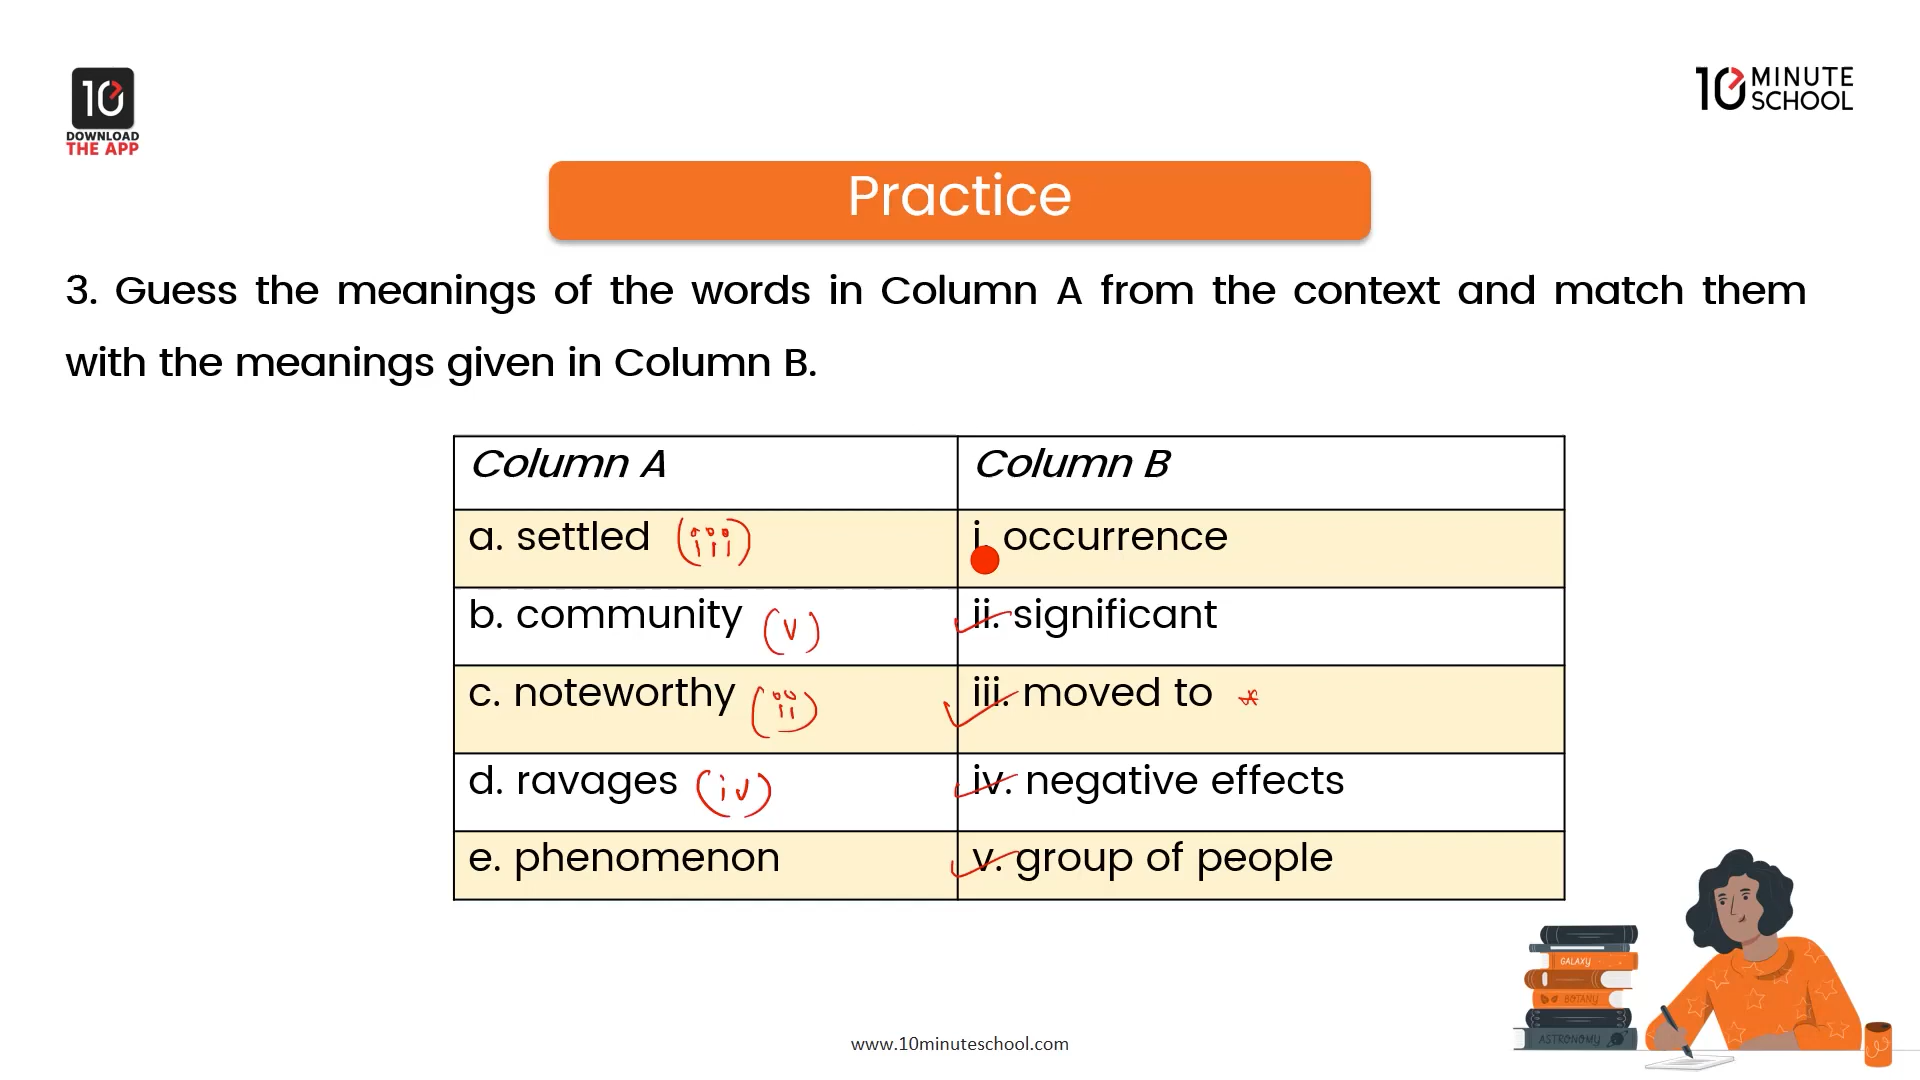 10
DOWNLOAD
THE APP
10 MINUTE
SCHOOL
Practice
3. Guess the meanings of the words in Column A from the context and match them
with the meanings given in Column B.
Column A Column B
a. settled (iii) i. occurrence
b. community (v) ii. significant
c. noteworthy (ii) iii. moved to *
d. ravages (iv) iv. negative effects
e. phenomenon v. group of people
GALAXY
BOTANY
ASTRONOMY
www.10minuteschool.com